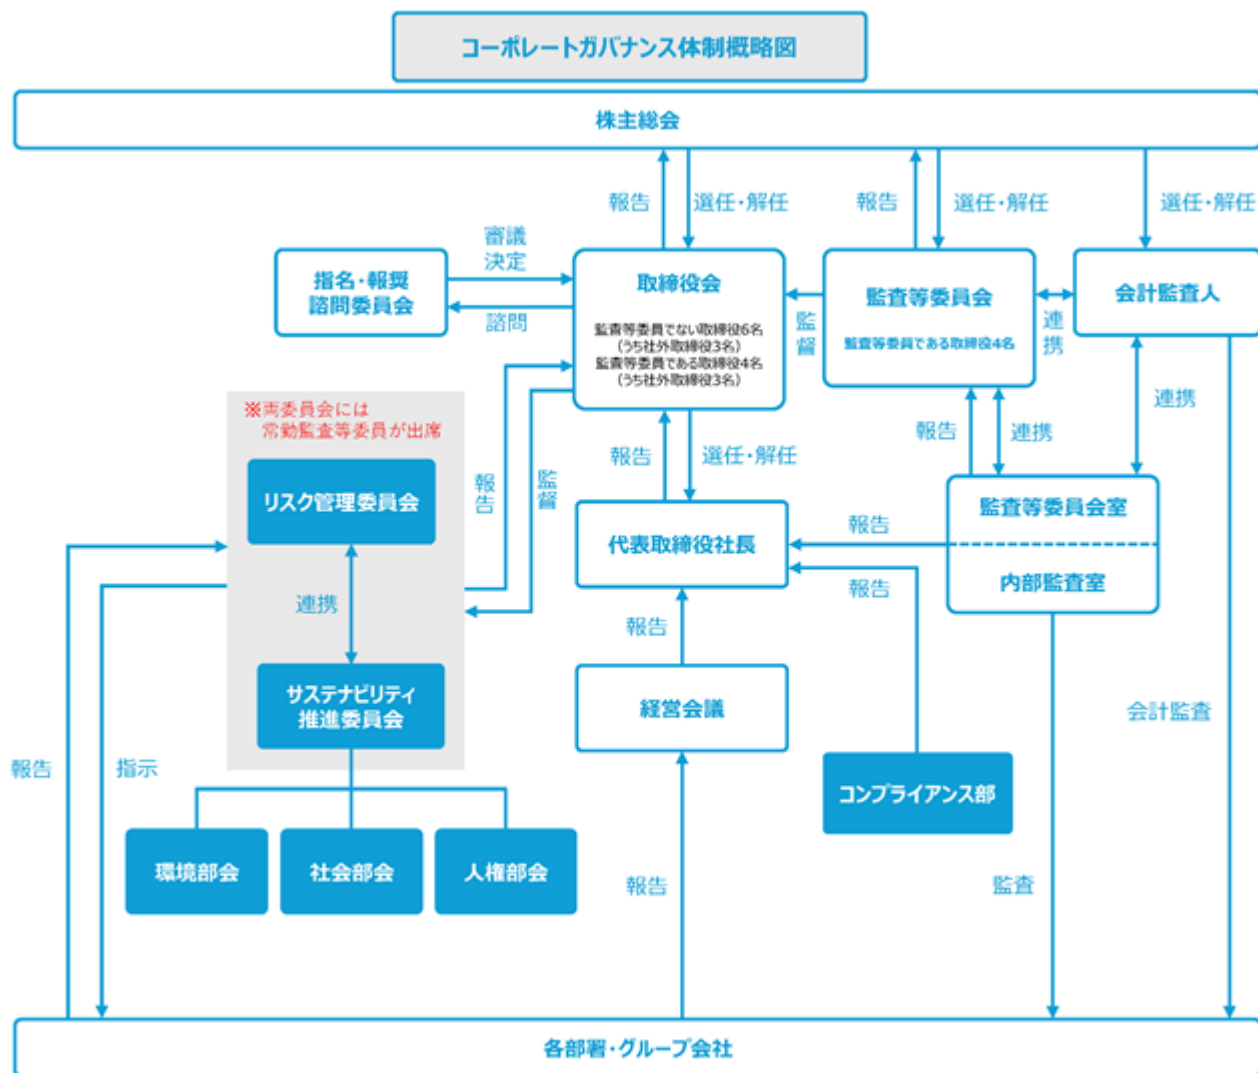 コーポレートガバナンス体制概略図
株主総会
報告
選任・解任
報告
選任・解任
選任・解任
審議
決定
指名・報奨
諮問委員会
諮問
取締役会
監査等委員でない取締役6名
(うち社外取締役3名)
監査等委員である取締役4名
(うち社外取締役3名)
監督
監査等委員会
監査等委員である取締役4名
連携
会計監査人
※両委員会には
常勤監査等委員が出席
リスク管理委員会
連携
サステナビリティ
推進委員会
報告
監督
報告
選任・解任
報告
連携
連携
代表取締役社長
報告
報告
監査等委員会室
内部監査室
報告
経営会議
コンプライアンス部
会計監査
報告
指示
環境部会
社会部会
人権部会
報告
監査
各部署・グループ会社